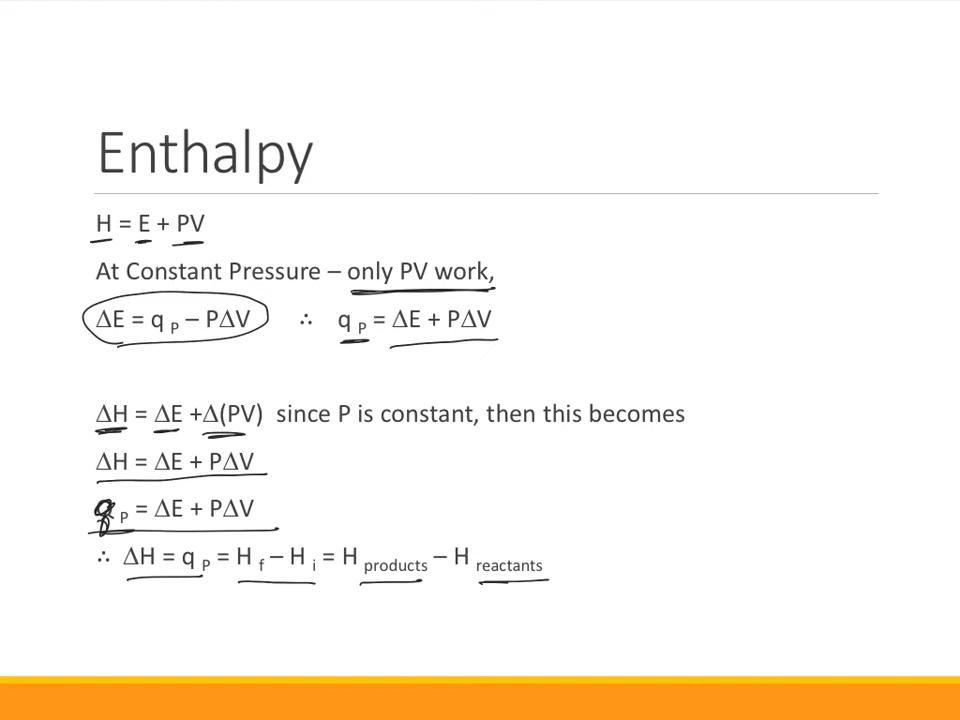 Enthalpy
H = E + PV
At Constant Pressure – only PV work,
ΔE = q P – PΔV ∴ q P = ΔE + PΔV
ΔH = ΔE +Δ(PV) since P is constant, then this becomes
ΔH = ΔE + PΔV
q P = ΔE + PΔV
∴ ΔH = q P = H f – H i = H products – H reactants